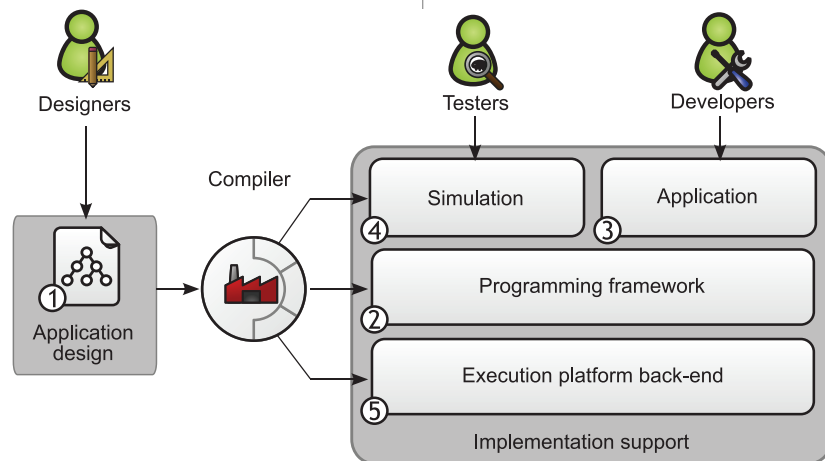 Designers
Testers
Developers
Compiler
Simulation
4
Application
3
1
Application
design
Programming framework
2
Execution platform back-end
5
Implementation support